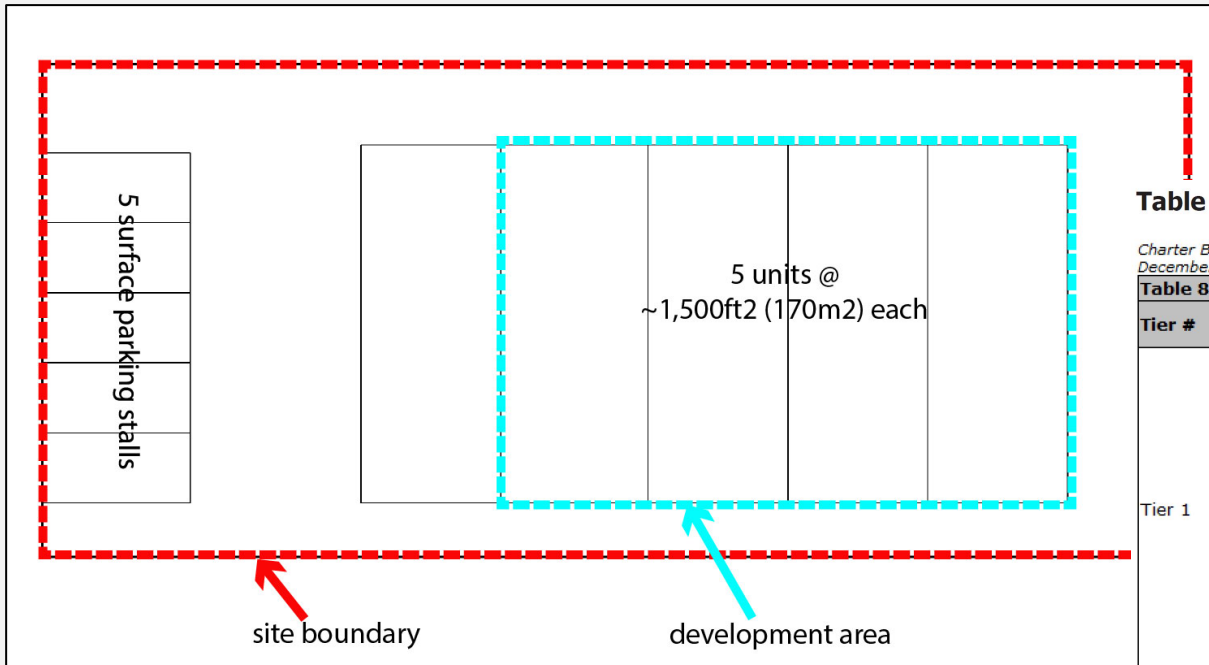 5 surface parking stalls
5 units @
~1,500ft2 (170m2) each
site boundary
development area
Table
Charter B
December
Table 8
Tier #
Tier 1